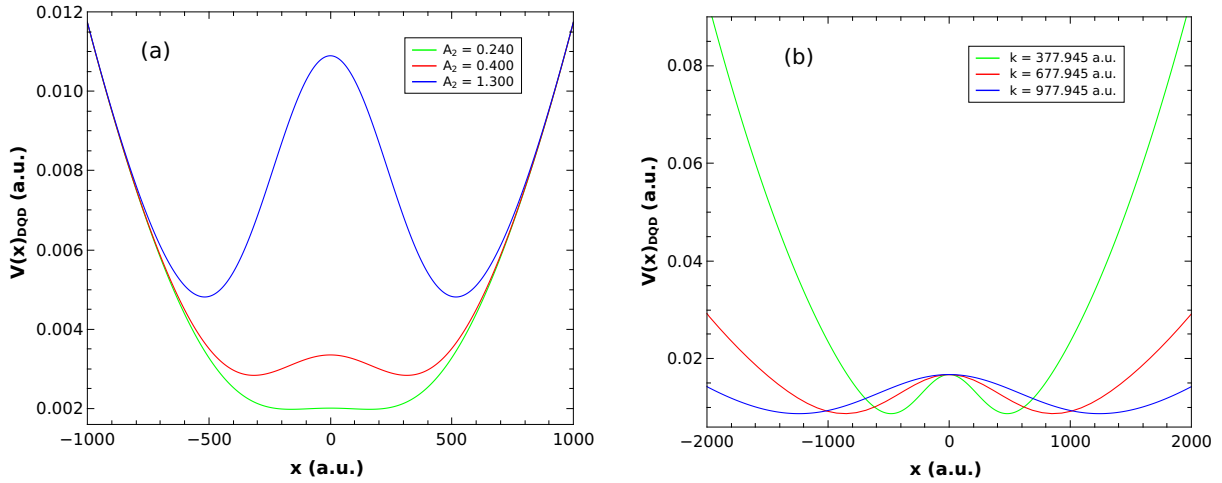 (a)
A₂ = 0.240
A₂ = 0.400
A₂ = 1.300
V(x)DQD (a.u.)
0.012
0.010
0.008
0.006
0.004
0.002
−1000 −500 0 500 1000
x (a.u.)
(b)
k = 377.945 a.u.
k = 677.945 a.u.
k = 977.945 a.u.
V(x)DQD (a.u.)
0.08
0.06
0.04
0.02
−2000 −1000 0 1000 2000
x (a.u.)